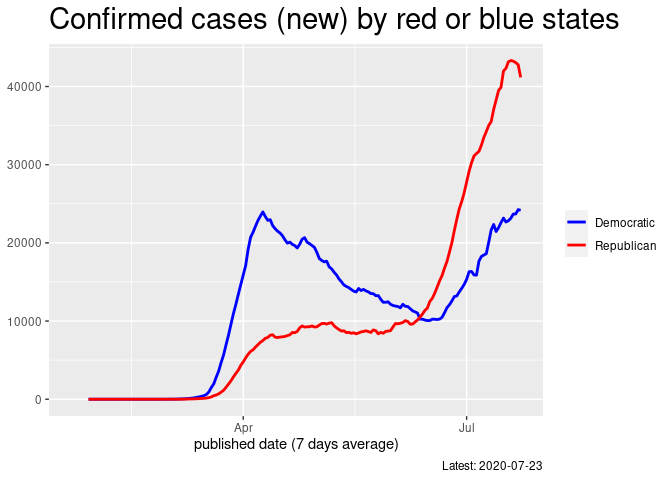 Confirmed cases (new) by red or blue states
40000
30000
20000
10000
0
Apr
Jul
published date (7 days average)
Democratic
Republican
Latest: 2020-07-23